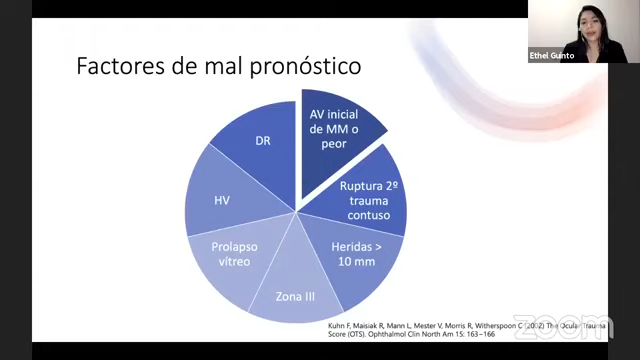 Ethel Guinto
Factores de mal pronóstico
AV inicial
de MM o
peor
Ruptura 2º
trauma
contuso
Heridas >
10 mm
Zona III
Prolapso
vítreo
HV
DR
Kuhn F, Maisiak R, Mann L, Mester V, Morris R, Witherspoon C (2002) The Ocular Trauma
Score (OTS). Ophthalmol Clin North Am 15: 163–166
zoom